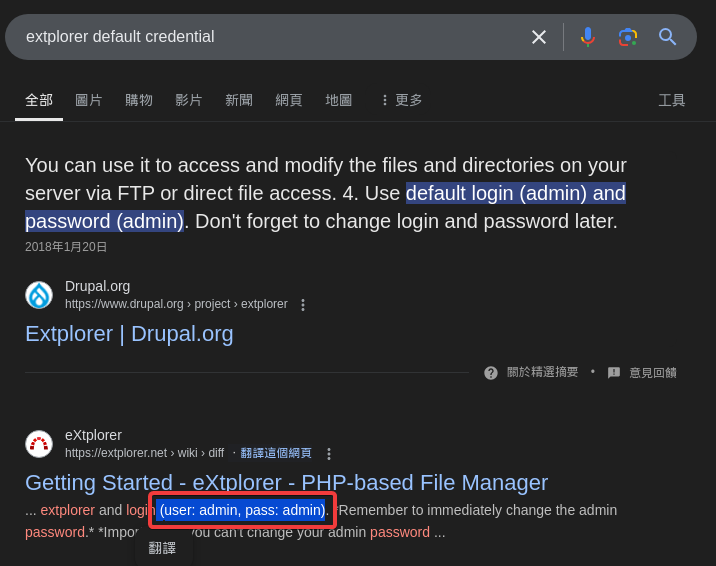 extplorer default credential
全部 圖片 購物 影片 新聞 網頁 地圖 更多 工具
You can use it to access and modify the files and directories on your
server via FTP or direct file access. 4. Use default login (admin) and
password (admin). Don't forget to change login and password later.
2018年1月20日
Drupal.org
https://www.drupal.org › project › extplorer
Extplorer | Drupal.org
關於精選摘要 • 意見回饋
eXtplorer
https://extplorer.net › wiki › diff · 翻譯這個網頁
Getting Started - eXtplorer - PHP-based File Manager
... extplorer and login (user: admin, pass: admin). *Remember to immediately change the admin
password.* you can't change your admin password ...
翻譯